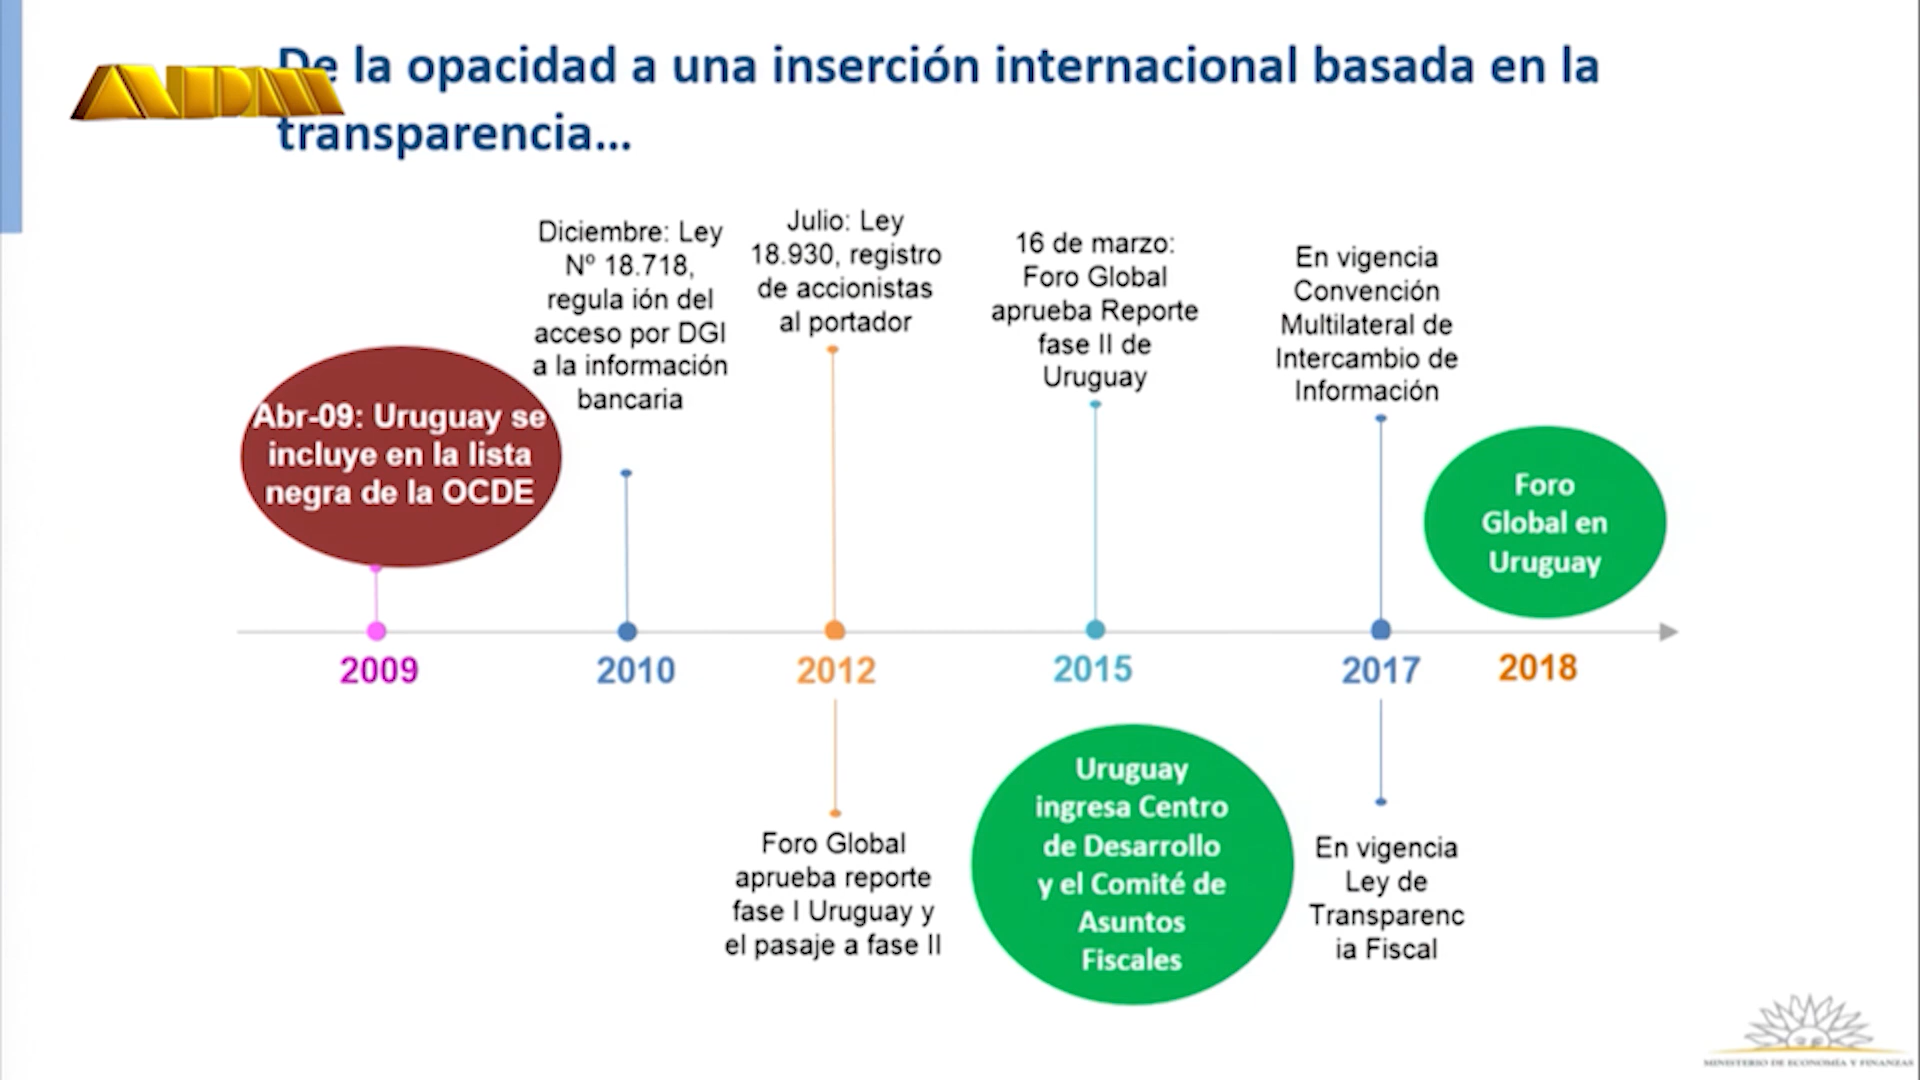 De la opacidad a una inserción internacional basada en la
transparencia...
Abr-09: Uruguay se
incluye en la lista
negra de la OCDE
Diciembre: Ley
Nº 18.718,
regula ión del
acceso por DGI
a la información
bancaria
Julio: Ley
18.930, registro
de accionistas
al portador
16 de marzo:
Foro Global
aprueba Reporte
fase II de
Uruguay
En vigencia
Convención
Multilateral de
Intercambio de
Información
Foro
Global en
Uruguay
2009
2010
2012
2015
2017
2018
Foro Global
aprueba reporte
fase I Uruguay y
el pasaje a fase II
Uruguay
ingresa Centro
de Desarrollo
y el Comité de
Asuntos
Fiscales
En vigencia
Ley de
Transparenc
ia Fiscal
MINISTERIO DE ECONOMÍA Y FINANZAS